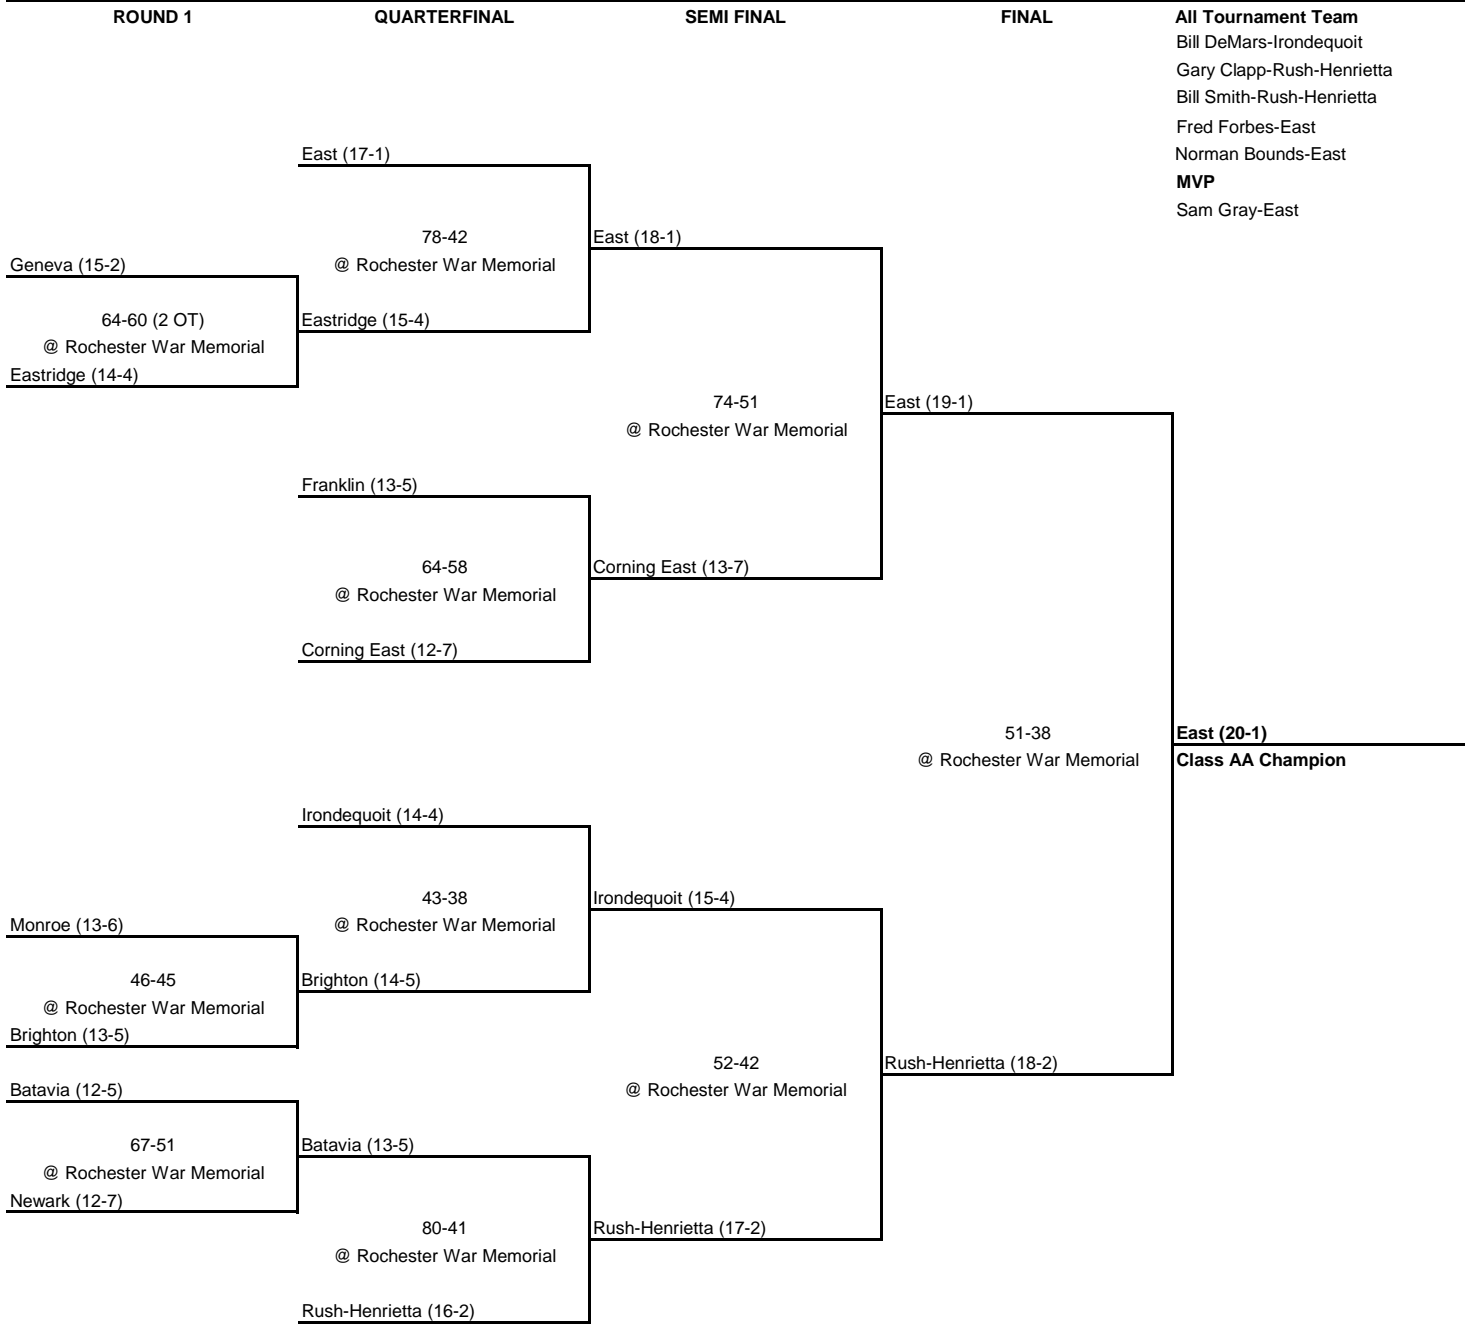 ROUND 1 QUARTERFINAL SEMI FINAL FINAL All Tournament Team
Bill DeMars-Irondequoit
Gary Clapp-Rush-Henrietta
Bill Smith-Rush-Henrietta
Fred Forbes-East
East (17-1) Norman Bounds-East
MVP
Sam Gray-East
78-42 East (18-1)
Geneva (15-2) @ Rochester War Memorial
64-60 (2 OT) Eastridge (15-4)
@ Rochester War Memorial
Eastridge (14-4)
74-51 East (19-1)
@ Rochester War Memorial
Franklin (13-5)
64-58 Corning East (13-7)
@ Rochester War Memorial
Corning East (12-7)
51-38 East (20-1)
@ Rochester War Memorial Class AA Champion
Irondequoit (14-4)
43-38 Irondequoit (15-4)
Monroe (13-6) @ Rochester War Memorial
46-45 Brighton (14-5)
@ Rochester War Memorial
Brighton (13-5)
52-42 Rush-Henrietta (18-2)
Batavia (12-5) @ Rochester War Memorial
67-51 Batavia (13-5)
@ Rochester War Memorial
Newark (12-7)
80-41 Rush-Henrietta (17-2)
@ Rochester War Memorial
Rush-Henrietta (16-2)